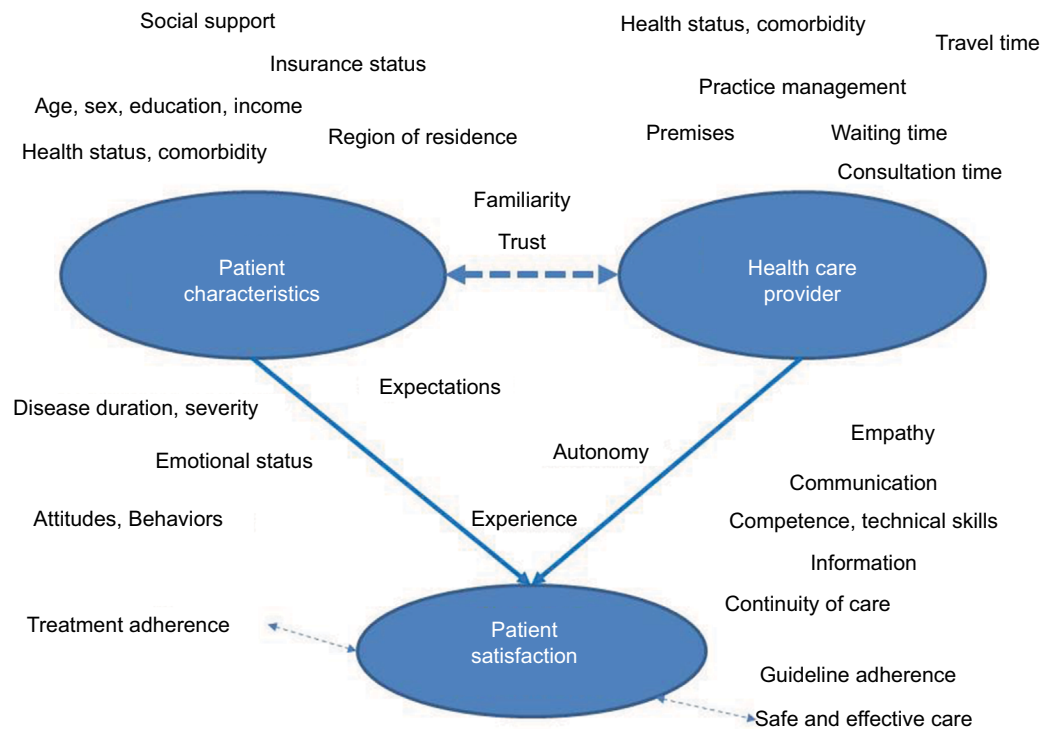 Social support
Health status, comorbidity
Travel time
Insurance status
Practice management
Age, sex, education, income
Region of residence
Premises
Waiting time
Health status, comorbidity
Consultation time
Familiarity
Trust
Patient
characteristics
Health care
provider
Expectations
Disease duration, severity
Empathy
Autonomy
Emotional status
Communication
Attitudes, Behaviors
Experience
Competence, technical skills
Information
Continuity of care
Treatment adherence
Patient
satisfaction
Guideline adherence
Safe and effective care